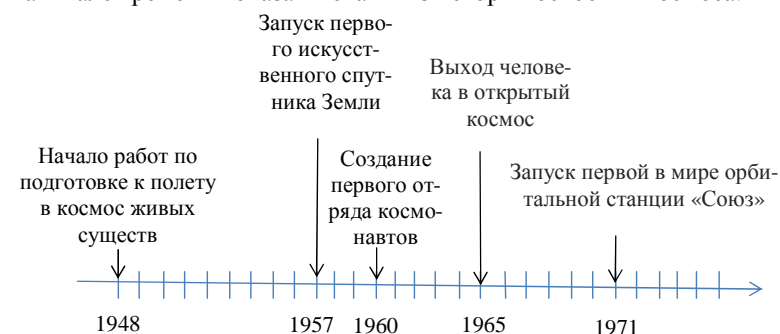 Запуск перво-
го искусст-
венного спут-
ника Земли
Выход челове-
ка в открытый
космос
Начало работ по
подготовке к полету
в космос живых
существ
Создание
первого от-
ряда космо-
навтов
Запуск первой в мире орби-
тальной станции «Союз»
1948
1957
1960
1965
1971